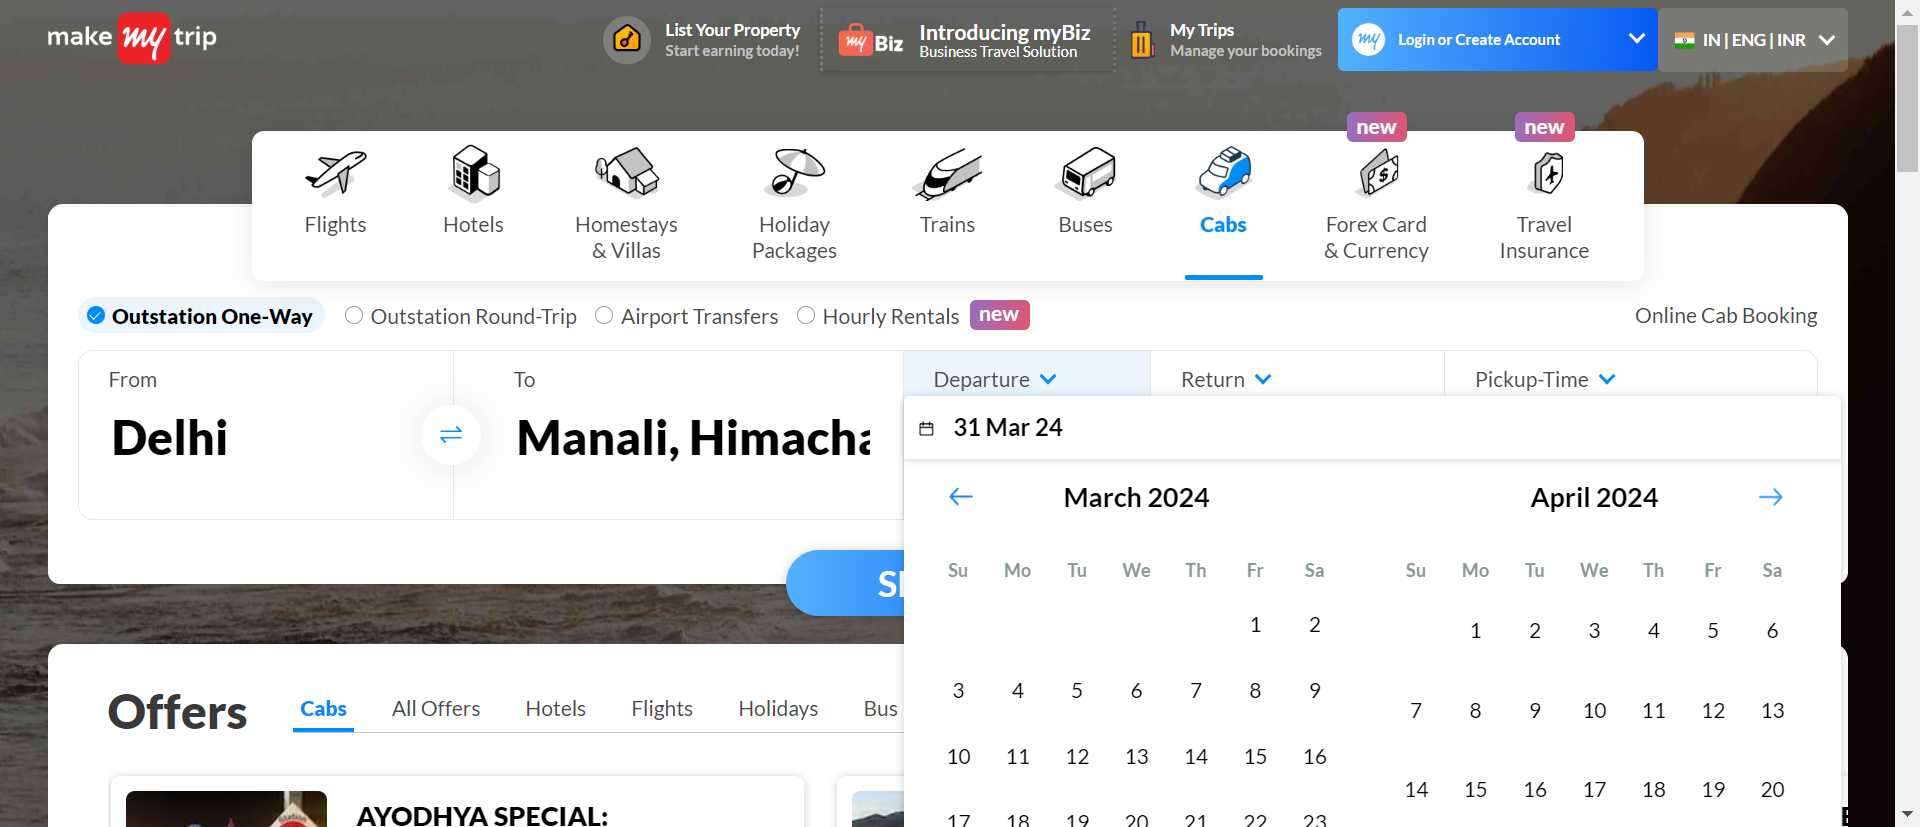 make my trip
List Your Property
Start earning today!
my Biz
Introducing myBiz
Business Travel Solution
My Trips
Manage your bookings
my Login or Create Account
IN | ENG | INR
new
new
Flights
Hotels
Homestays
& Villas
Holiday
Packages
Trains
Buses
Cabs
Forex Card
& Currency
Travel
Insurance
Outstation One-Way
Outstation Round-Trip
Airport Transfers
Hourly Rentals
new
Online Cab Booking
From
Delhi
To
Manali, Himacha
Departure
Return
Pickup-Time
31 Mar 24
March 2024
Su Mo Tu We Th Fr Sa
1 2
3 4 5 6 7 8 9
10 11 12 13 14 15 16
17 18 19 20 21 22 23
April 2024
Su Mo Tu We Th Fr Sa
1 2 3 4 5 6
7 8 9 10 11 12 13
14 15 16 17 18 19 20
Offers
Cabs
All Offers
Hotels
Flights
Holidays
Bus
AYODHYA SPECIAL: